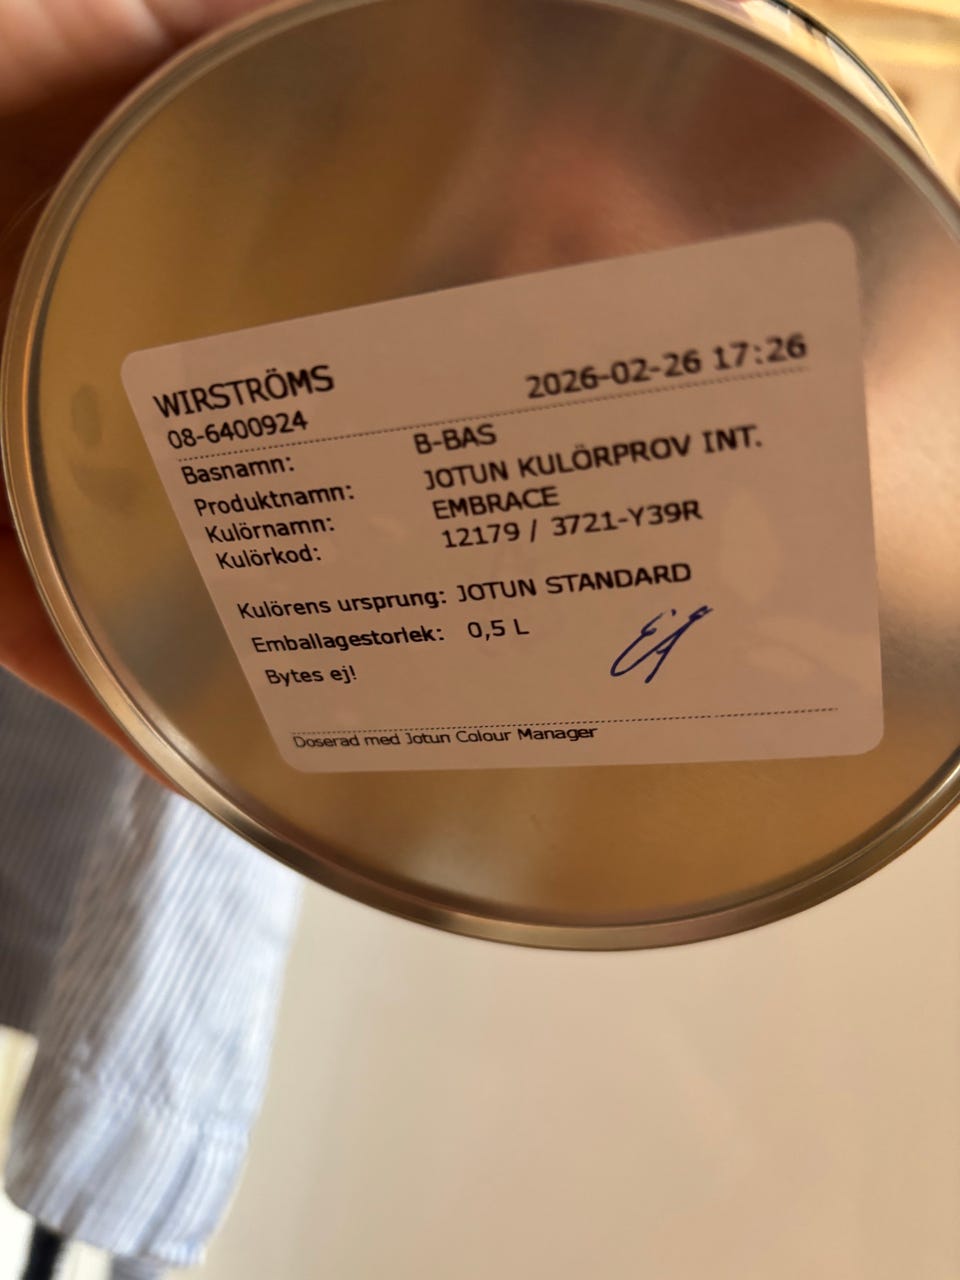 WIRSTRÖMS 2026-02-26 17:26
08-6400924
Basnamn: B-BAS
Produktnamn: JOTUN KULÖRPROV INT.
Kulörnamn: EMBRACE
Kulörkod: 12179 / 3721-Y39R
Kulörens ursprung: JOTUN STANDARD
Emballagestorlek: 0,5 L
Bytes ej!
Doserad med Jotun Colour Manager